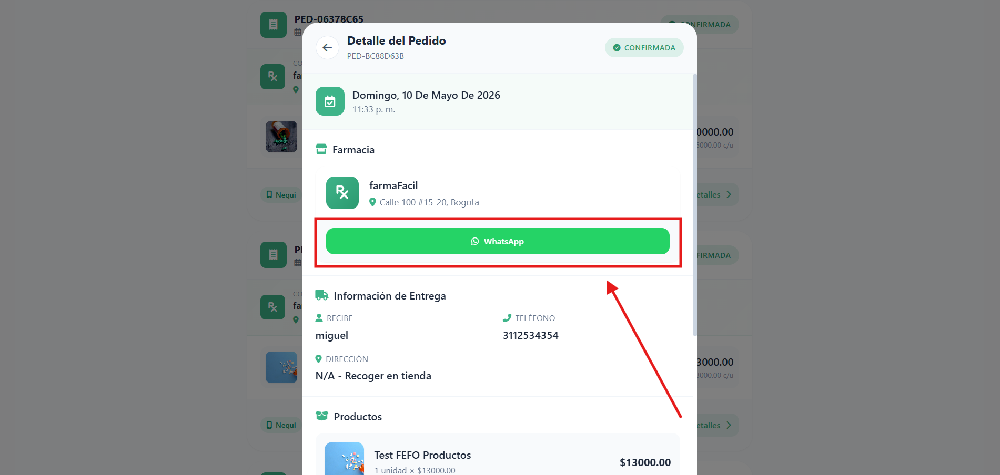 PED-06378C65
CONFIRMADA
Detalle del Pedido
PED-BC88D63B
CONFIRMADA
Domingo, 10 De Mayo De 2026
11:33 p. m.
Farmacia
farmaFacil
Calle 100 #15-20, Bogota
0000.00
5000.00 c/u
WhatsApp
Nequi
etalles
FIRMADA
Información de Entrega
RECIBE
TELÉFONO
miguel
3112534354
DIRECCIÓN
N/A - Recoger en tienda
3000.00
3000.00 c/u
Nequi
etalles
Productos
Test FEFO Productos
1 unidad × $13000.00
$13000.00